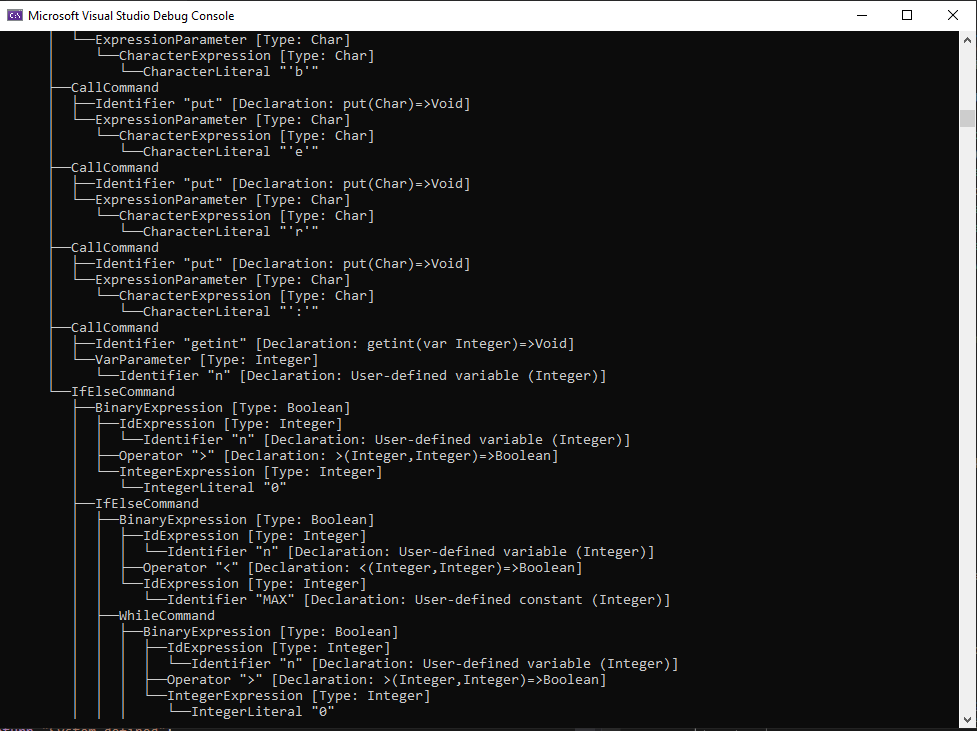 Microsoft Visual Studio Debug Console
└──ExpressionParameter [Type: Char]
└──CharacterExpression [Type: Char]
└──CharacterLiteral "'b'"
├──CallCommand
├──Identifier "put" [Declaration: put(Char)=>Void]
└──ExpressionParameter [Type: Char]
└──CharacterExpression [Type: Char]
└──CharacterLiteral "'e'"
├──CallCommand
├──Identifier "put" [Declaration: put(Char)=>Void]
└──ExpressionParameter [Type: Char]
└──CharacterExpression [Type: Char]
└──CharacterLiteral "'r'"
├──CallCommand
├──Identifier "put" [Declaration: put(Char)=>Void]
└──ExpressionParameter [Type: Char]
└──CharacterExpression [Type: Char]
└──CharacterLiteral "':'"
├──CallCommand
├──Identifier "getint" [Declaration: getint(var Integer)=>Void]
└──VarParameter [Type: Integer]
└──Identifier "n" [Declaration: User-defined variable (Integer)]
└──IfElseCommand
├──BinaryExpression [Type: Boolean]
├──IdExpression [Type: Integer]
└──Identifier "n" [Declaration: User-defined variable (Integer)]
├──Operator ">" [Declaration: >(Integer,Integer)=>Boolean]
└──IntegerExpression [Type: Integer]
└──IntegerLiteral "0"
├──IfElseCommand
├──BinaryExpression [Type: Boolean]
├──IdExpression [Type: Integer]
└──Identifier "n" [Declaration: User-defined variable (Integer)]
├──Operator "<" [Declaration: <(Integer,Integer)=>Boolean]
└──IdExpression [Type: Integer]
└──Identifier "MAX" [Declaration: User-defined constant (Integer)]
├──WhileCommand
├──BinaryExpression [Type: Boolean]
├──IdExpression [Type: Integer]
└──Identifier "n" [Declaration: User-defined variable (Integer)]
├──Operator ">" [Declaration: >(Integer,Integer)=>Boolean]
└──IntegerExpression [Type: Integer]
└──IntegerLiteral "0"